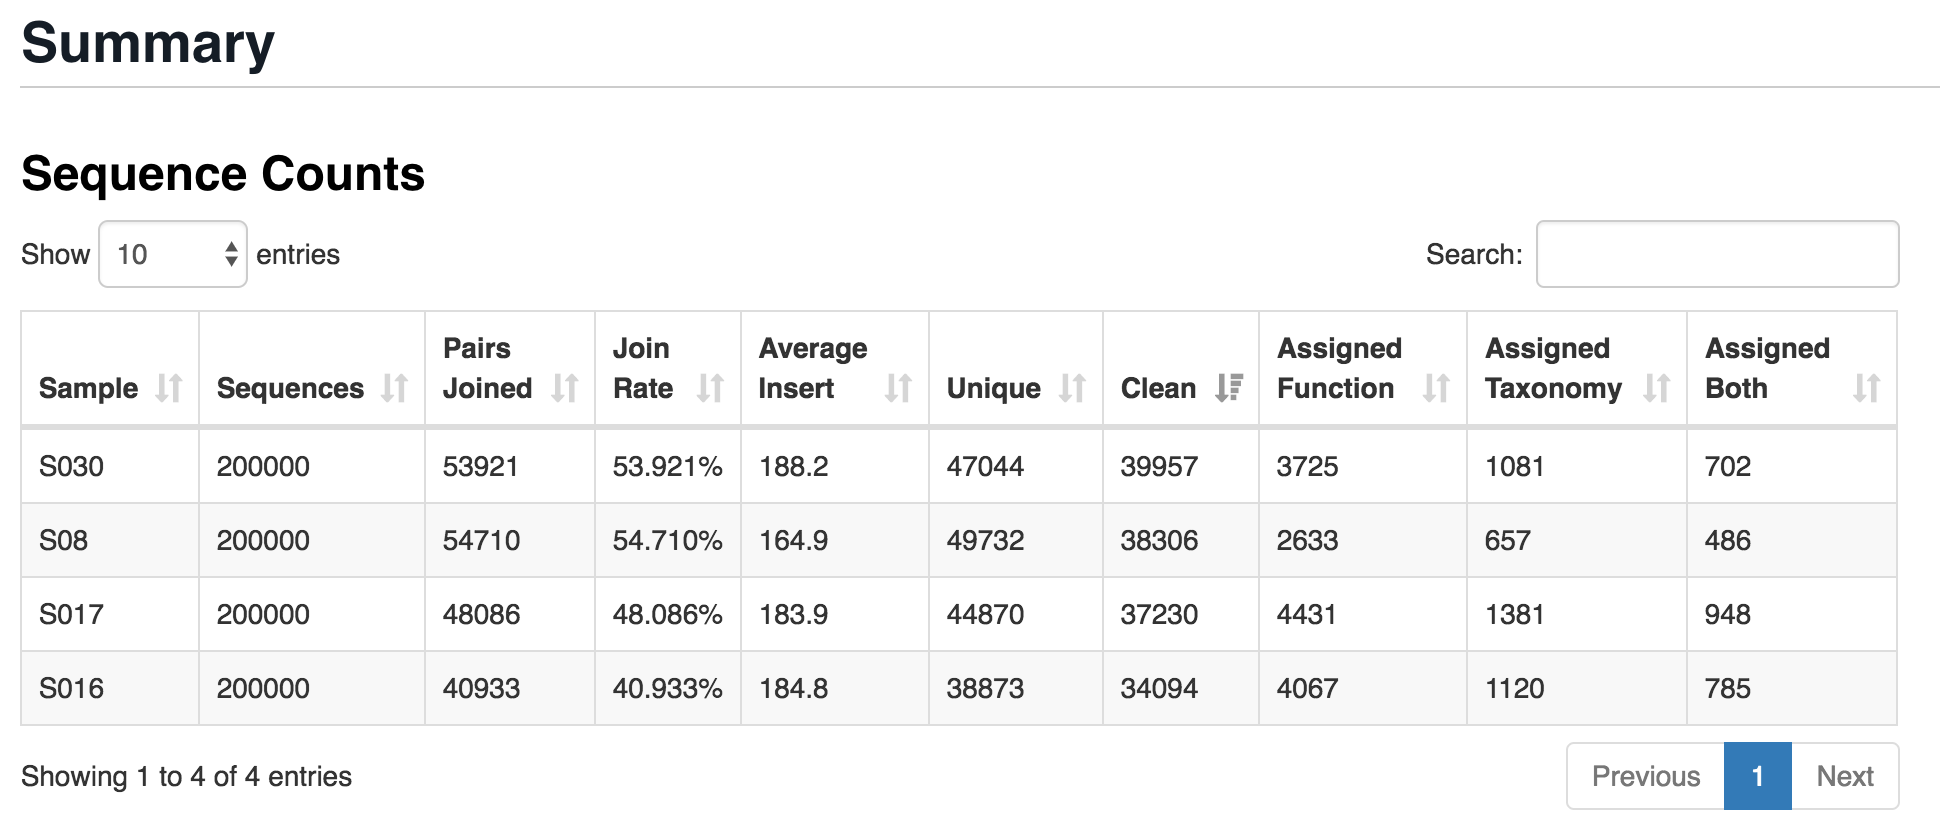 Summary
Sequence Counts
Show 10 entries
Search:
Sample Sequences Pairs Joined Join Rate Average Insert Unique Clean Assigned Function Assigned Taxonomy Assigned Both
S030 200000 53921 53.921% 188.2 47044 39957 3725 1081 702
S08 200000 54710 54.710% 164.9 49732 38306 2633 657 486
S017 200000 48086 48.086% 183.9 44870 37230 4431 1381 948
S016 200000 40933 40.933% 184.8 38873 34094 4067 1120 785
Showing 1 to 4 of 4 entries
Previous 1 Next